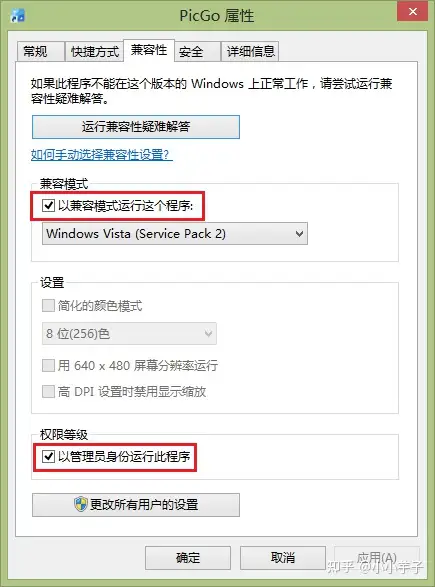 PicGo 属性
常规 快捷方式 兼容性 安全 详细信息
如果此程序不能在这个版本的 Windows 上正常工作，请尝试运行兼
容性疑难解答。
运行兼容性疑难解答
如何手动选择兼容性设置?
兼容模式
以兼容模式运行这个程序:
Windows Vista (Service Pack 2)
设置
简化的颜色模式
8 位(256)色
用 640 x 480 屏幕分辨率运行
高 DPI 设置时禁用显示缩放
权限等级
以管理员身份运行此程序
更改所有用户的设置
确定 取消 应用(A)
知乎 @小小芋子